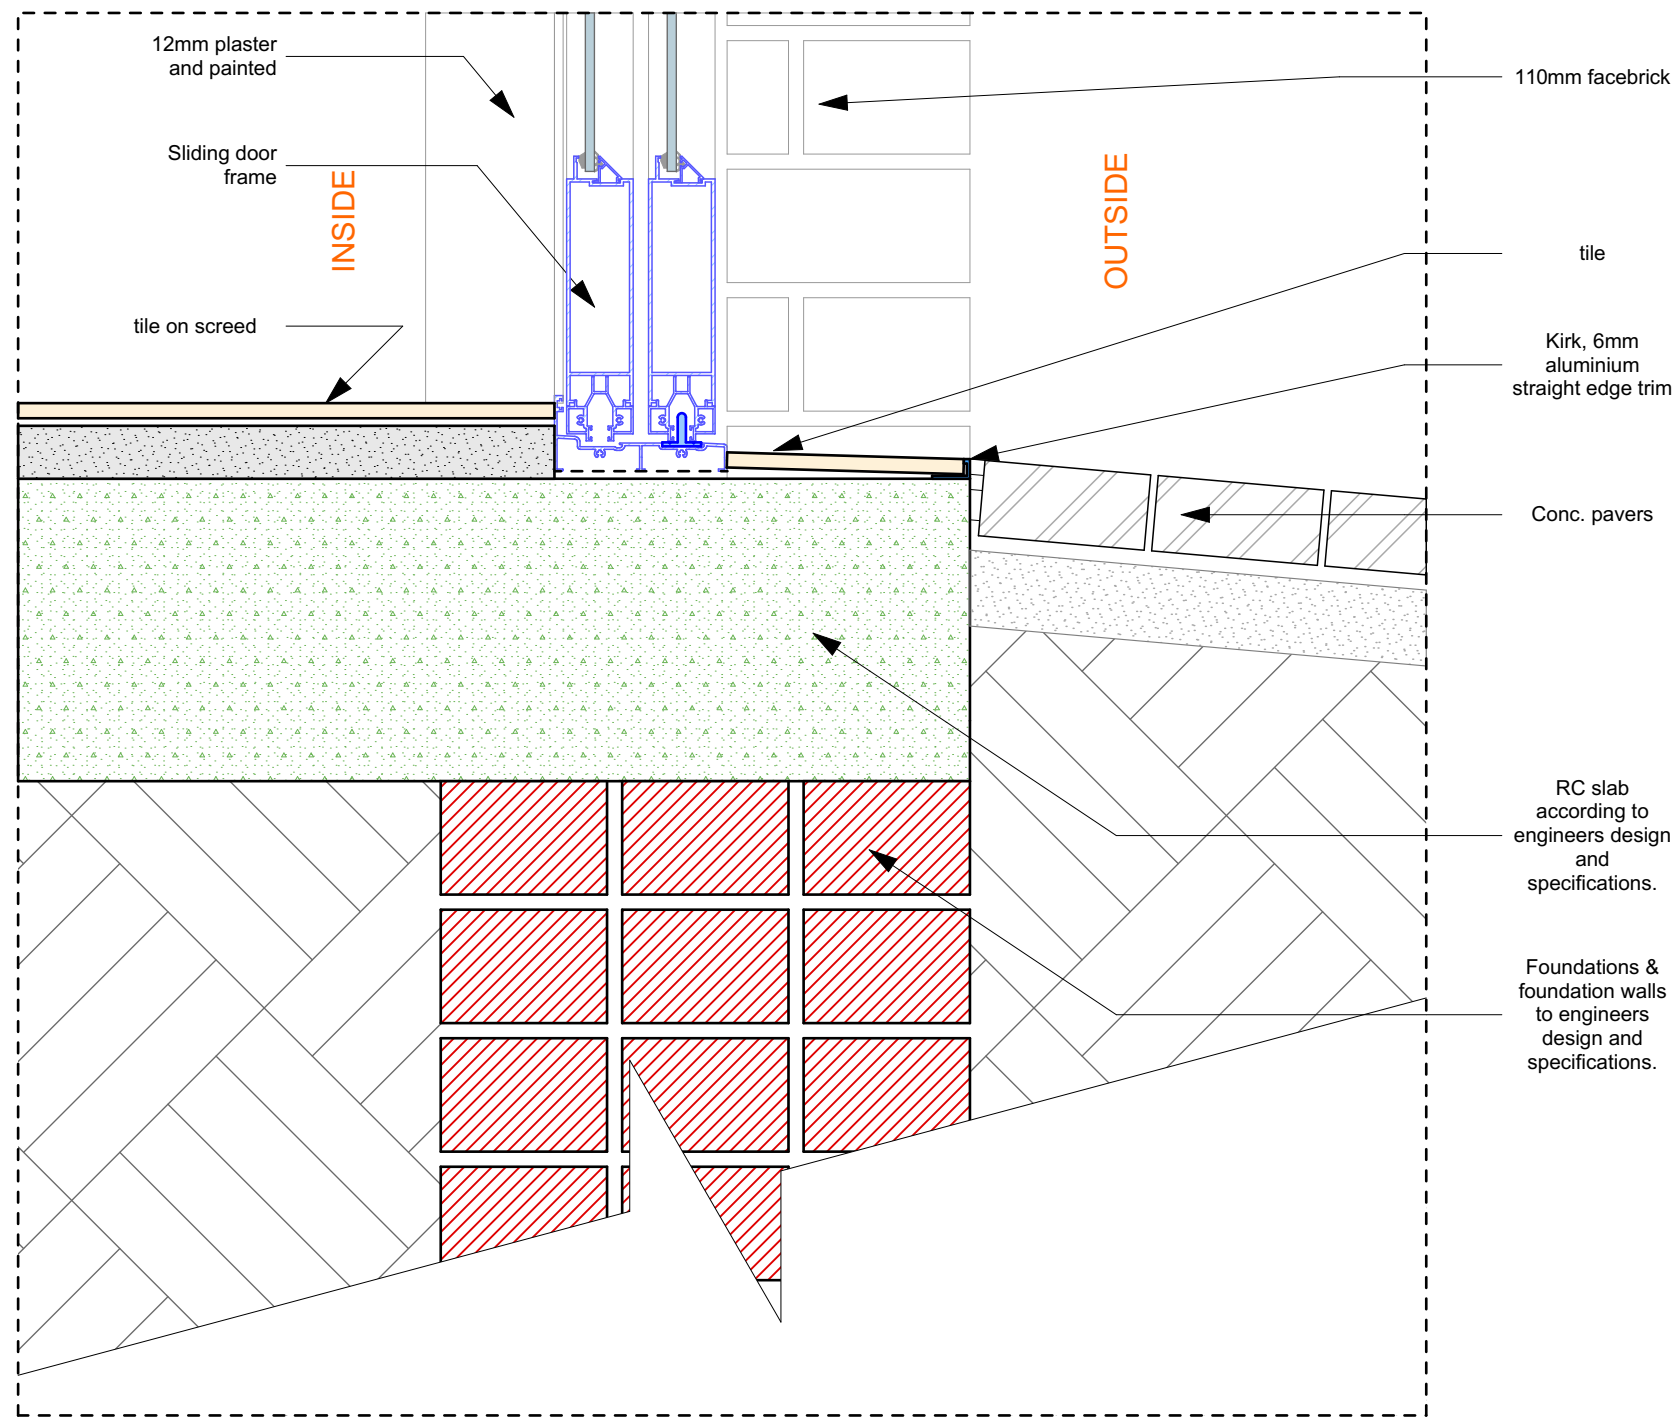 12mm plaster
and painted
Sliding door
frame
INSIDE
tile on screed
OUTSIDE
110mm facebrick
tile
Kirk, 6mm
aluminium
straight edge trim
Conc. pavers
RC slab
according to
engineers design
and
specifications.
Foundations &
foundation walls
to engineers
design and
specifications.